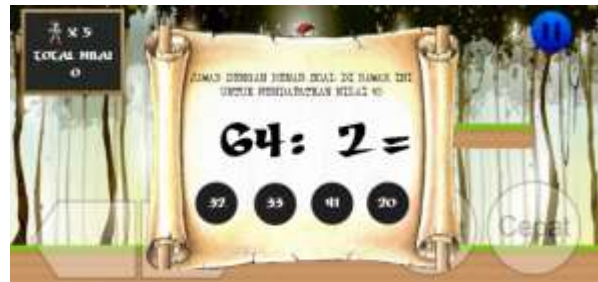 X 5
TOTAL NILAI
0
JAWAB DENGAN BENAR SOAL DI BAWAH INI
UNTUK MENDAPATKAN NILAI 10
64: 2 =
32 33 41 20
Cepat